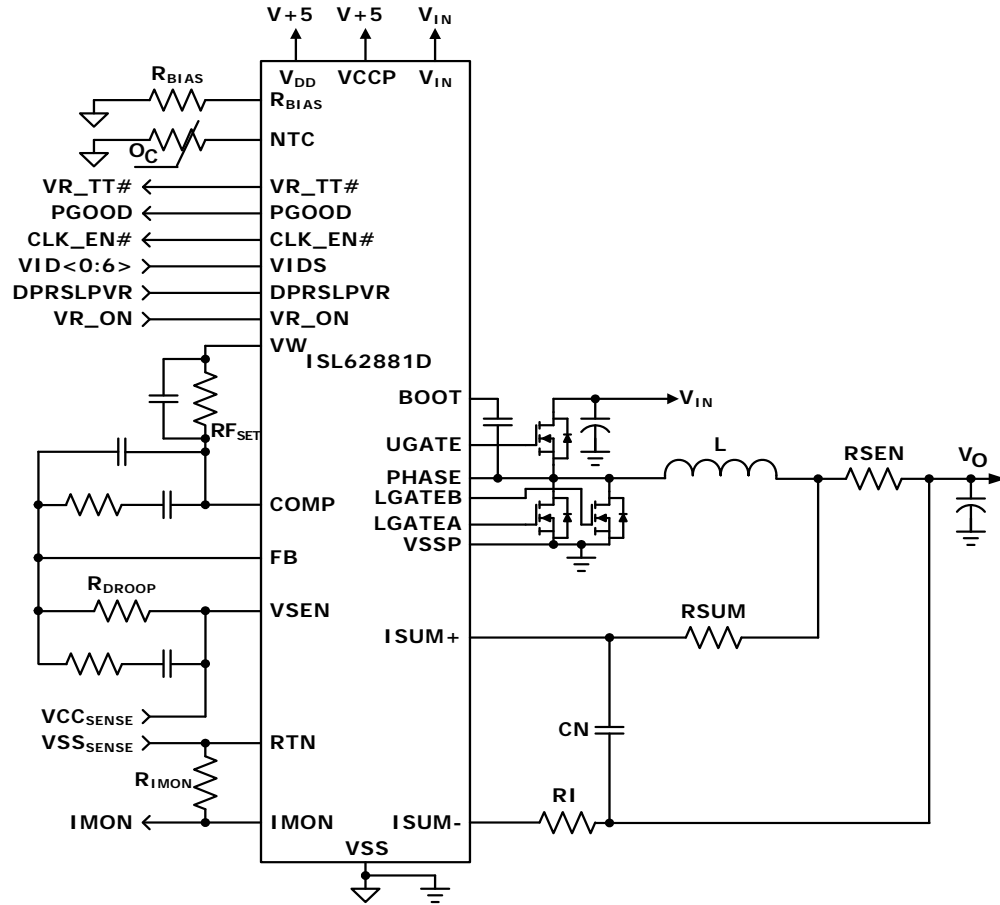 V+5 V+5 VIN
VDD VCCP VIN
RBIAS
RBIAS
NTC
OC
VR_TT# VR_TT#
PGOOD PGOOD
CLK_EN# CLK_EN#
VID<0:6> VIDS
DPRSLPVR DPRSLPVR
VR_ON VR_ON
VW
ISL62881D
BOOT
VIN
RFSET
UGATE
L
RSEN
VO
PHASE
LGATEB
COMP
LGATEA
VSSP
FB
RDROOP
VSEN
RSUM
ISUM+
VCCSENSE
CN
VSSSENSE RTN
RIMON
RI
IMON IMON
ISUM-
VSS